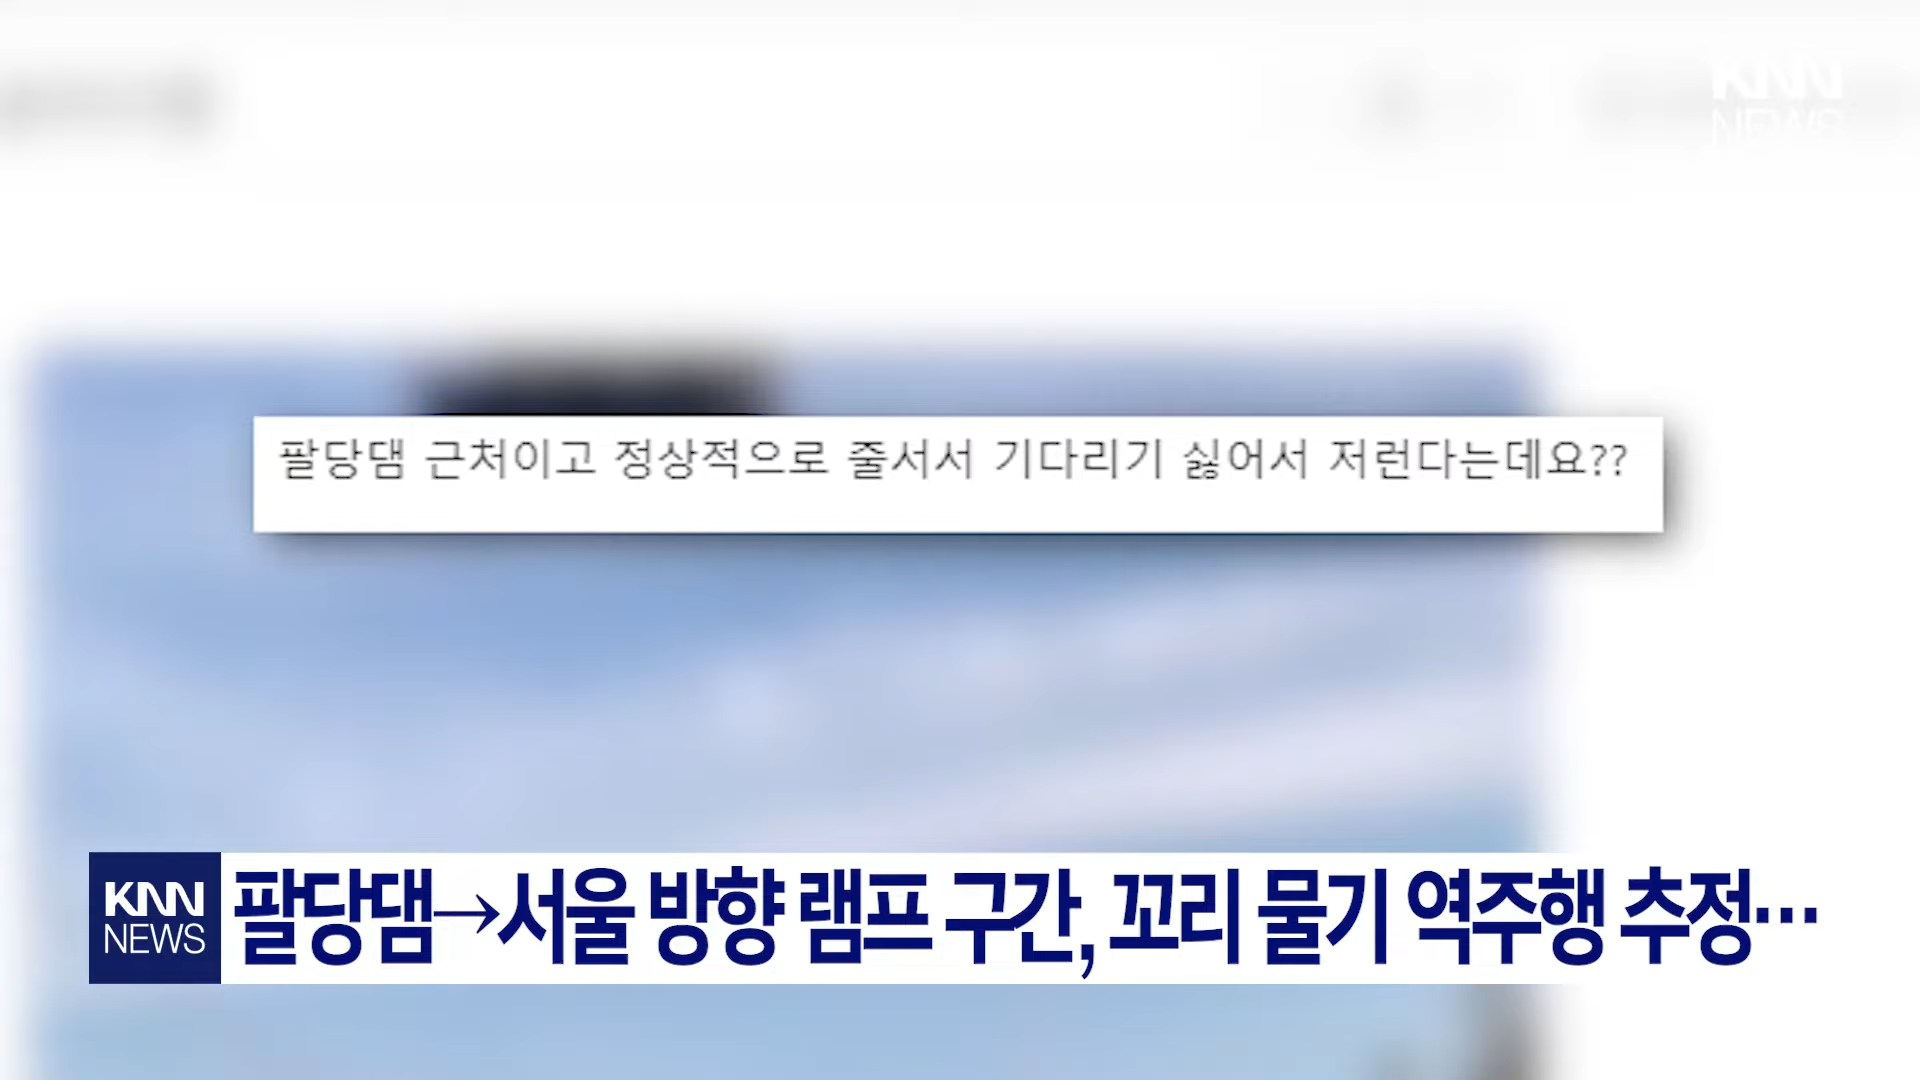 KNN
NEWS
팔당댐 근처이고 정상적으로 줄서서 기다리기 싫어서 저런다는데요??
KNN
NEWS
팔당댐→서울 방향 램프 구간, 꼬리 물기 역주행 추정…